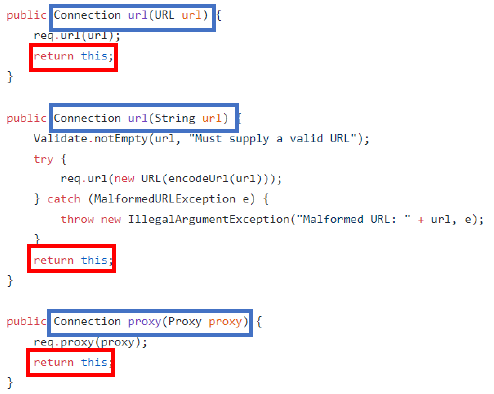 public Connection url(URL url) {
req.url(url);
return this;
}
public Connection url(String url) {
Validate.notEmpty(url, "Must supply a valid URL");
try {
req.url(new URL(encodeUrl(url)));
} catch (MalformedURLException e) {
throw new IllegalArgumentException("Malformed URL: " + url, e);
}
return this;
}
public Connection proxy(Proxy proxy) {
req.proxy(proxy);
return this;
}